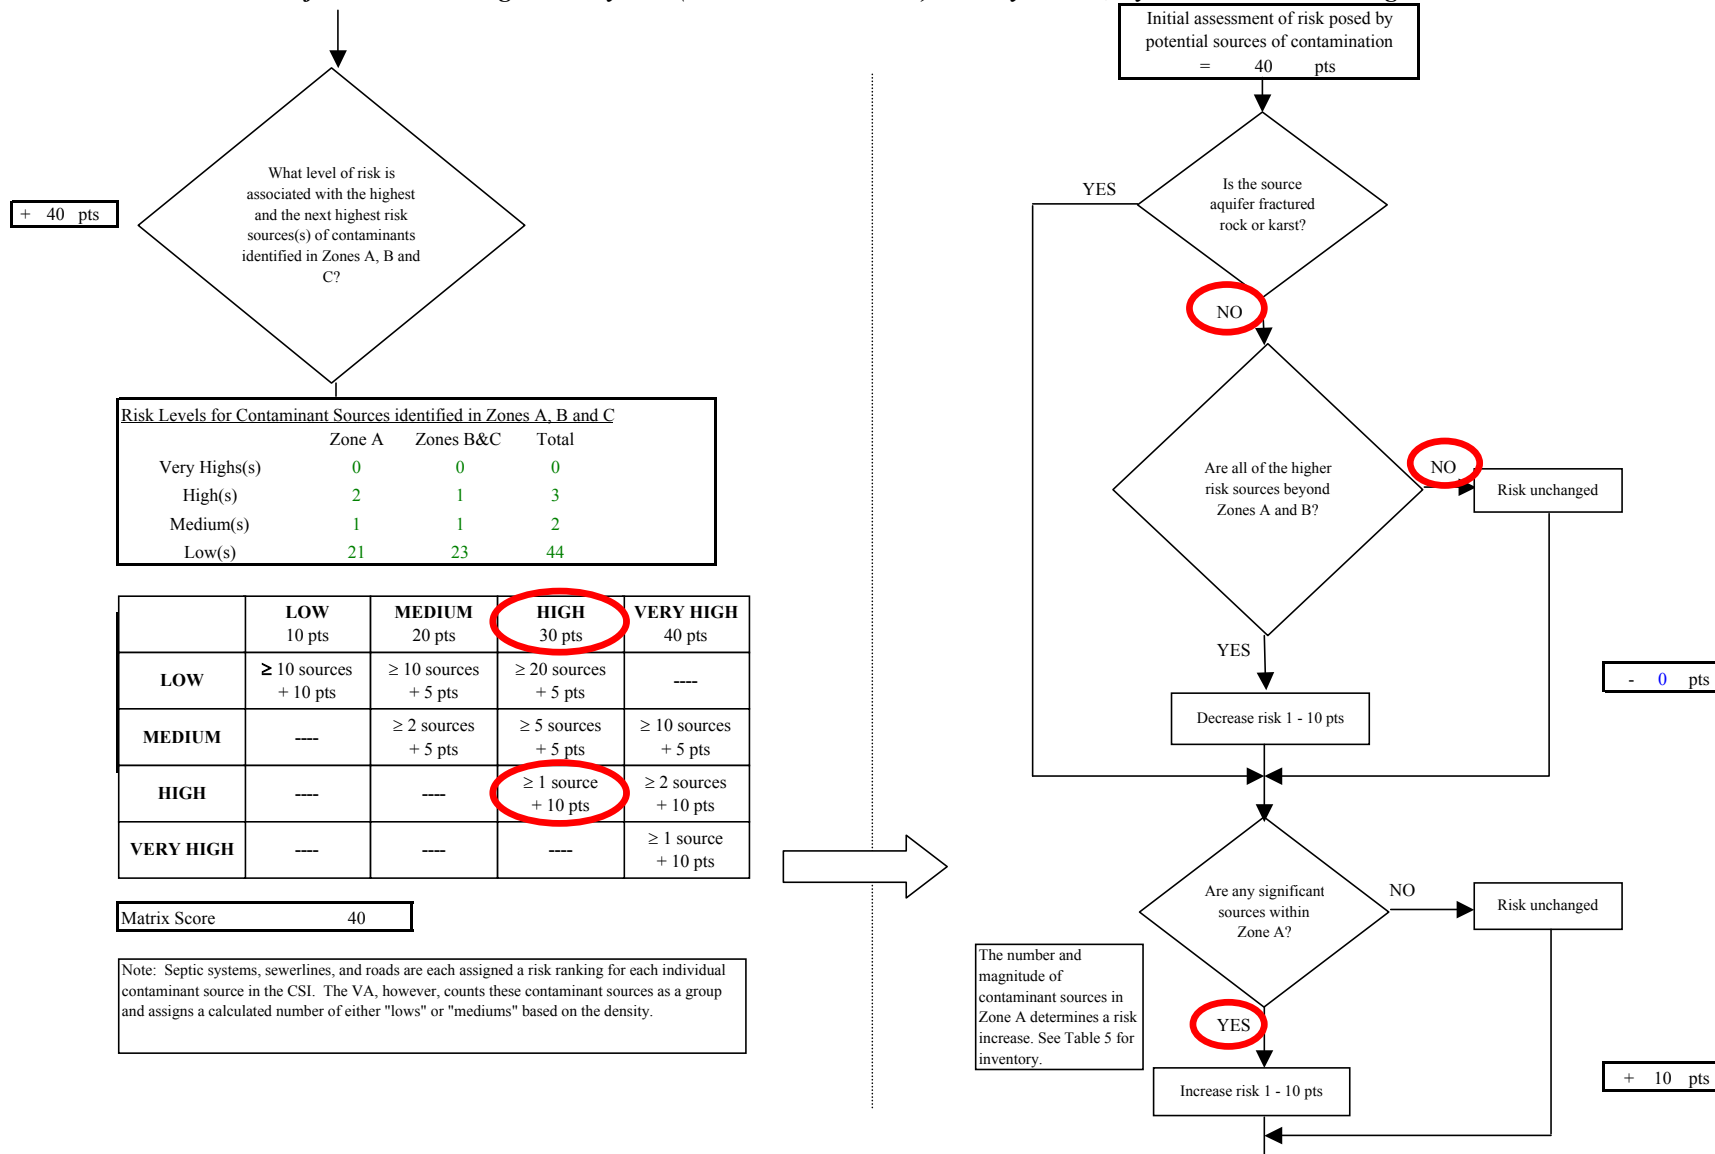 What level of risk is
associated with the highest
and the next highest risk
sources(s) of contaminants
identified in Zones A, B and
C?
+ 40 pts
Risk Levels for Contaminant Sources identified in Zones A, B and C
Zone A Zones B&C Total
Very Highs(s) 0 0 0
High(s) 2 1 3
Medium(s) 1 1 2
Low(s) 21 23 44
LOW MEDIUM HIGH VERY HIGH
10 pts 20 pts 30 pts 40 pts
LOW ≥ 10 sources + 10 pts ≥ 10 sources + 5 pts ≥ 20 sources + 5 pts ----
MEDIUM ---- ≥ 2 sources + 5 pts ≥ 5 sources + 5 pts ≥ 10 sources + 5 pts
HIGH ---- ---- ≥ 1 source + 10 pts ≥ 2 sources + 10 pts
VERY HIGH ---- ---- ---- ≥ 1 source + 10 pts
Matrix Score 40
Note: Septic systems, sewerlines, and roads are each assigned a risk ranking for each individual
contaminant source in the CSI. The VA, however, counts these contaminant sources as a group
and assigns a calculated number of either "lows" or "mediums" based on the density.
Initial assessment of risk posed by
potential sources of contamination
= 40 pts
Is the source
aquifer fractured
rock or karst?
YES
NO
Are all of the higher
risk sources beyond
Zones A and B?
NO
Risk unchanged
YES
Decrease risk 1 - 10 pts
- 0 pts
Are any significant
sources within
Zone A?
NO
Risk unchanged
The number and
magnitude of
contaminant sources in
Zone A determines a risk
increase. See Table 5 for
inventory.
YES
Increase risk 1 - 10 pts
+ 10 pts